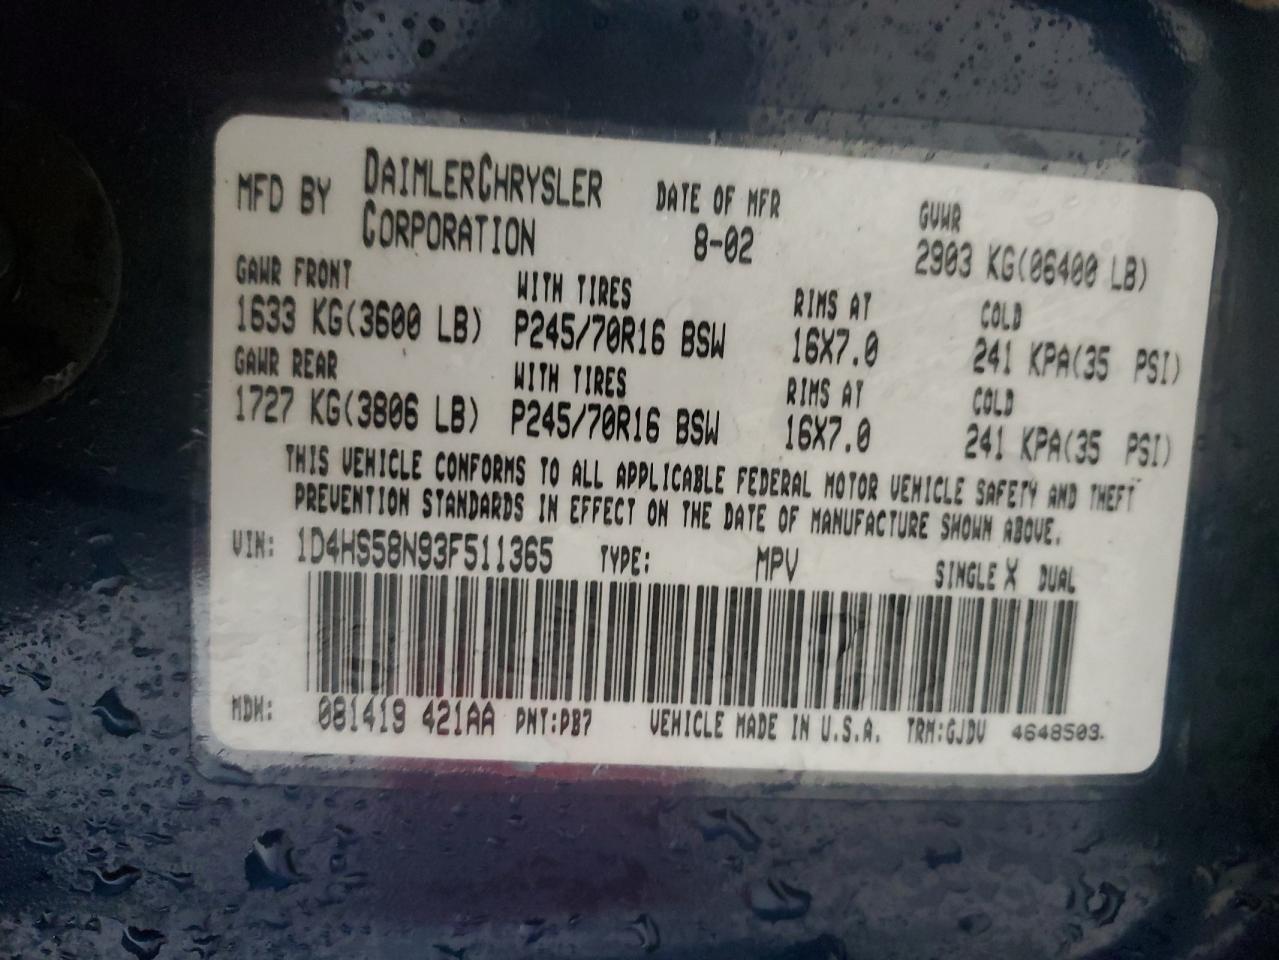 MFD BY DAIMLERCHRYSLER CORPORATION DATE OF MFR 8-02 GVWR 2903 KG(06400 LB)
GAWR FRONT WITH TIRES RIMS AT COLD
1633 KG(3600 LB) P245/70R16 BSW 16X7.0 241 KPA(35 PSI)
GAWR REAR WITH TIRES RIMS AT COLD
1727 KG(3806 LB) P245/70R16 BSW 16X7.0 241 KPA(35 PSI)
THIS VEHICLE CONFORMS TO ALL APPLICABLE FEDERAL MOTOR VEHICLE SAFETY AND THEFT
PREVENTION STANDARDS IN EFFECT ON THE DATE OF MANUFACTURE SHOWN ABOVE.
VIN: 1D4HS58N93F511365 TYPE: MPV SINGLE X DUAL
MDH: 081419 421AA PNT:PB7 VEHICLE MADE IN U.S.A. TRM:GJDV 4648503.